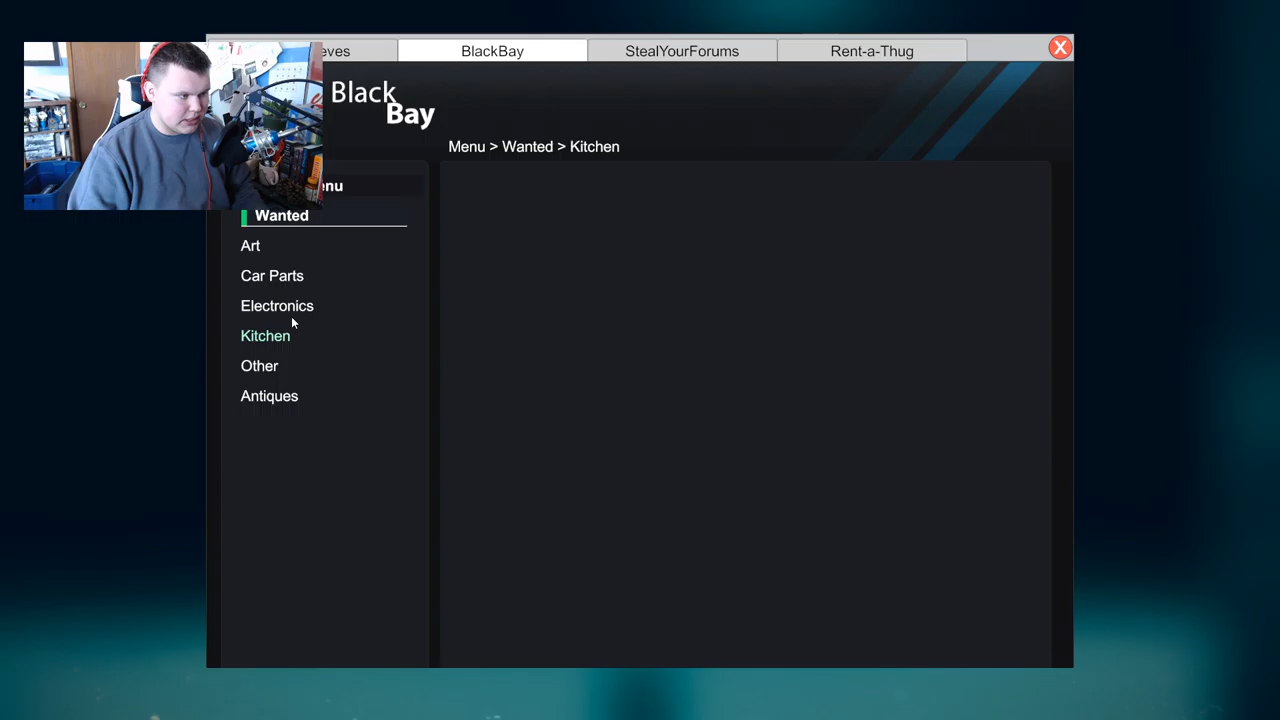 eves
BlackBay
StealYourForums
Rent-a-Thug
X
Black
Bay
Menu > Wanted > Kitchen
enu
Wanted
Art
Car Parts
Electronics
Kitchen
Other
Antiques